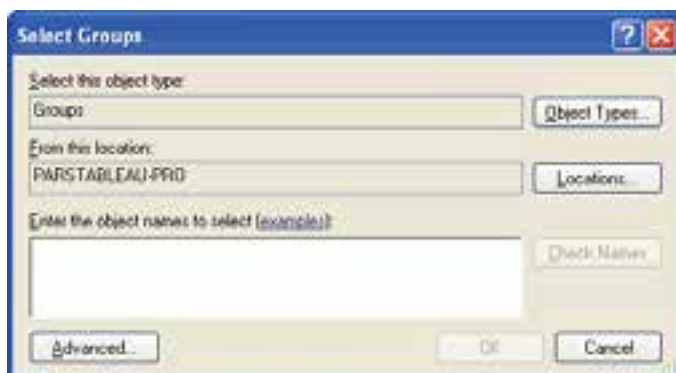 Select Groups
Select this object type:
Groups
Object Types...
From this location:
PARSTABLEAU-PRO
Locations...
Enter the object names to select (examples):
Check Names
Advanced...
OK
Cancel